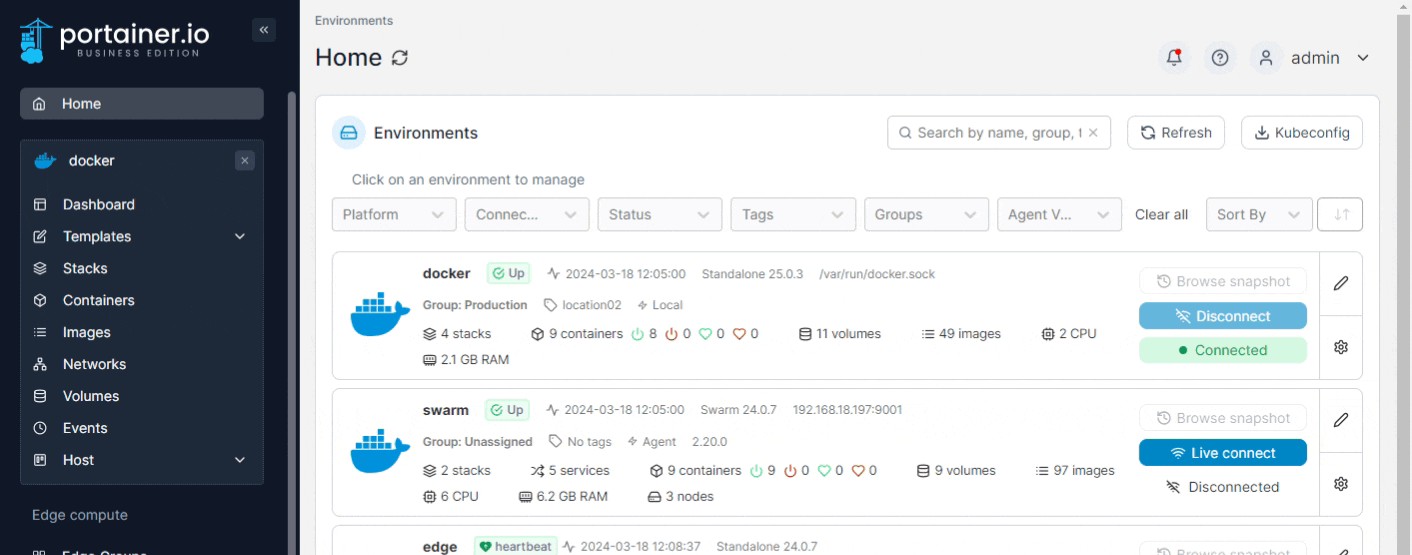 portainer.io
BUSINESS EDITION
Home
docker
Dashboard
Templates
Stacks
Containers
Images
Networks
Volumes
Events
Host
Edge compute
Edge Groups
Environments
Home
admin
Environments
Search by name, group, t
Refresh
Kubeconfig
Click on an environment to manage
Platform
Connec...
Status
Tags
Groups
Agent V...
Clear all
Sort By
docker Up 2024-03-18 12:05:00 Standalone 25.0.3 /var/run/docker.sock
Group: Production location02 Local
4 stacks 9 containers 8 0 0 0 11 volumes 49 images 2 CPU
2.1 GB RAM
Browse snapshot
Disconnect
Connected
swarm Up 2024-03-18 12:05:00 Swarm 24.0.7 192.168.18.197:9001
Group: Unassigned No tags Agent 2.20.0
2 stacks 5 services 9 containers 9 0 0 0 9 volumes 97 images
6 CPU 6.2 GB RAM 3 nodes
Browse snapshot
Live connect
Disconnected
edge heartbeat 2024-03-18 12:08:37 Standalone 24.0.7
Browse snapshot